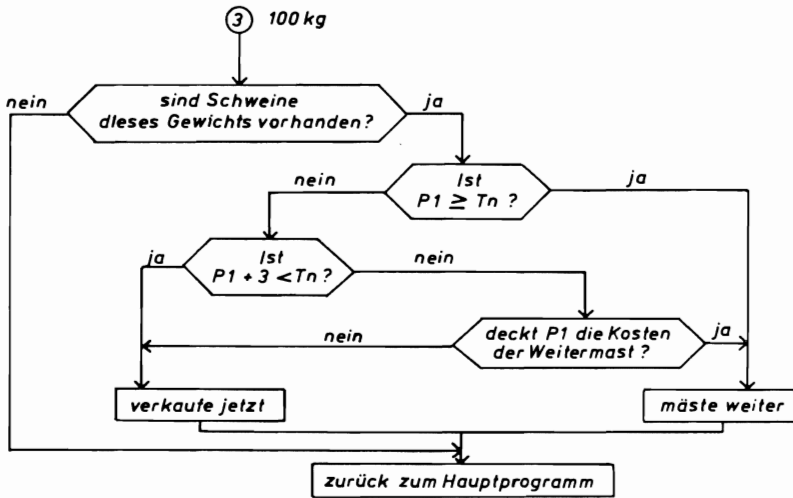 3 100 kg
nein
sind Schweine
dieses Gewichts vorhanden?
ja
nein
Ist
P1 ≥ Tn ?
ja
ja
Ist
P1 + 3 < Tn ?
nein
nein
deckt P1 die Kosten
der Weitermast ?
ja
verkaufe jetzt
mäste weiter
zurück zum Hauptprogramm